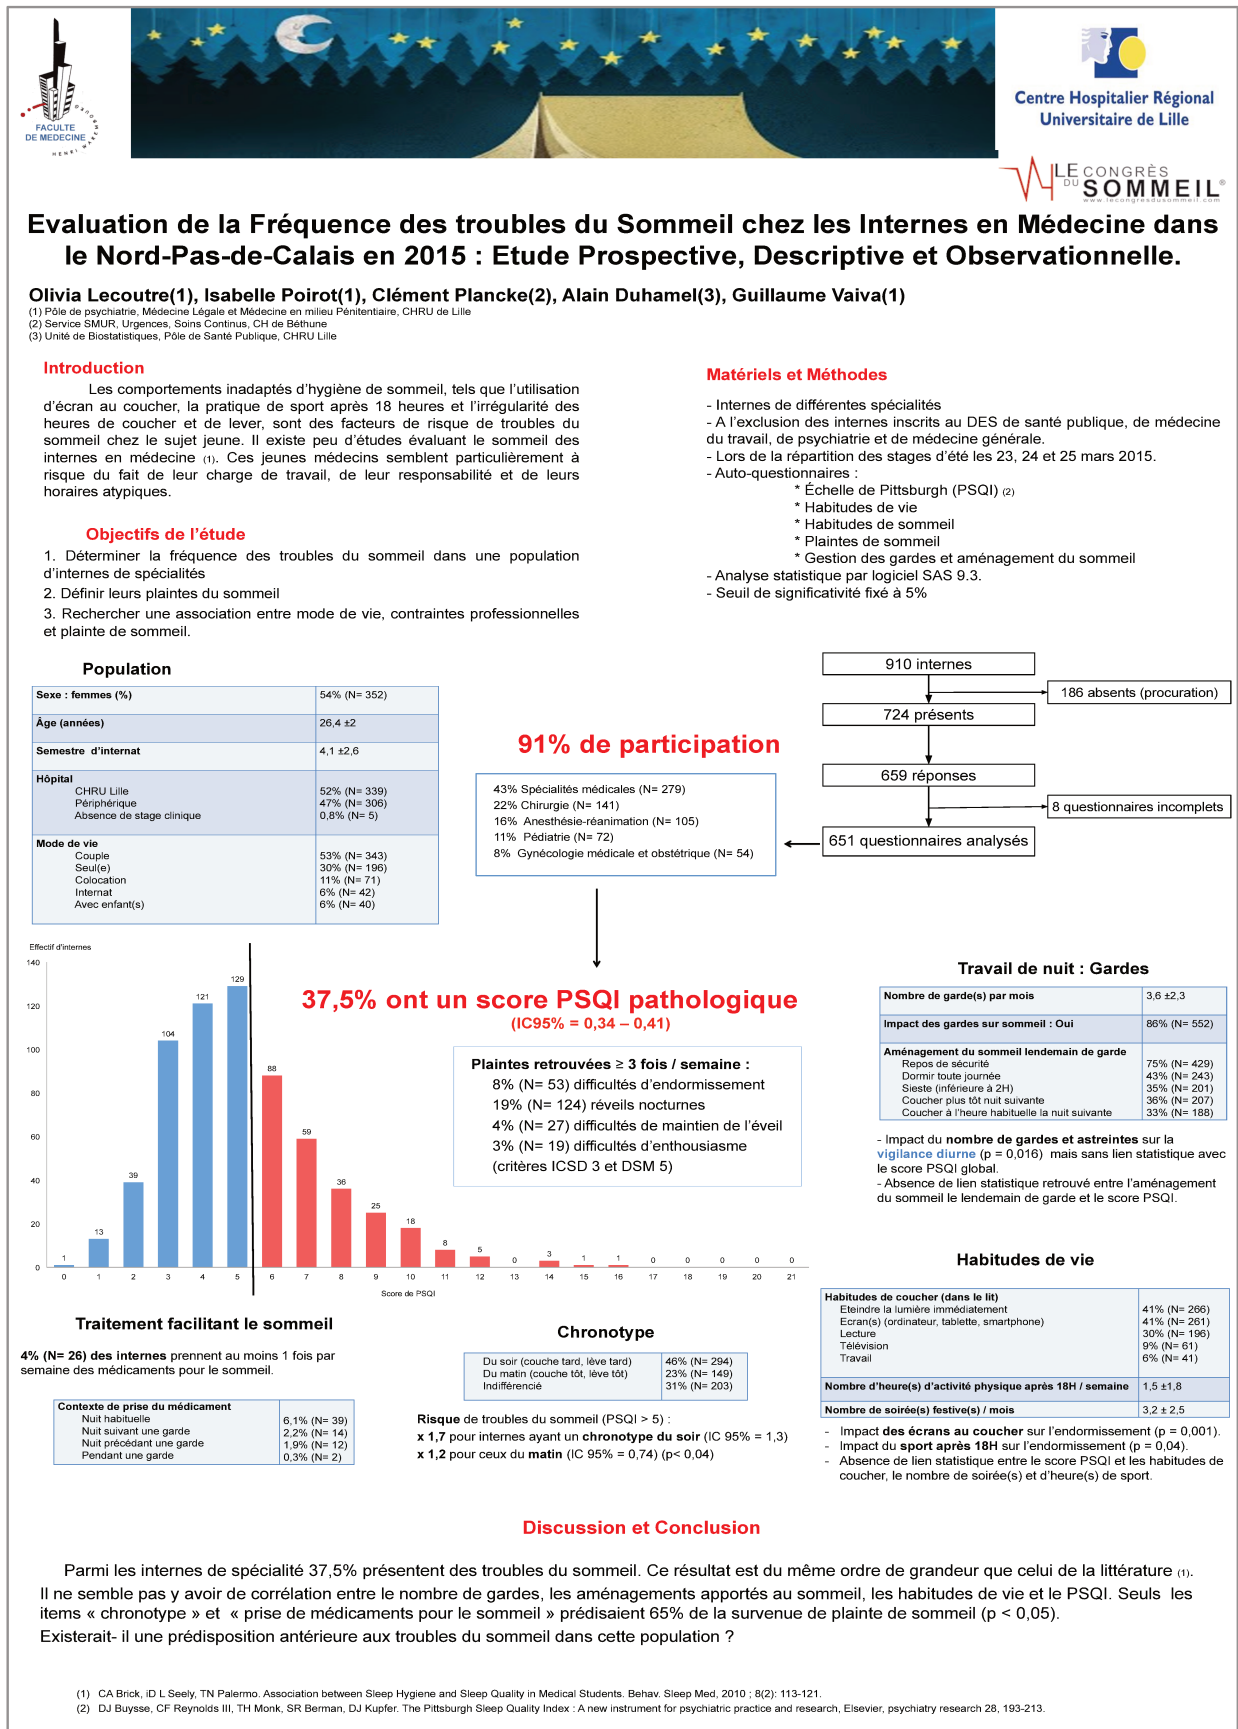 FACULTE
DE MEDECINE
HENRI WAREMBOURG
Centre Hospitalier Régional
Universitaire de Lille
LE CONGRÈS
DU SOMMEIL®
www.lecongresdusommeil.com
Evaluation de la Fréquence des troubles du Sommeil chez les Internes en Médecine dans
le Nord-Pas-de-Calais en 2015 : Etude Prospective, Descriptive et Observationnelle.
Olivia Lecoutre(1), Isabelle Poirot(1), Clément Plancke(2), Alain Duhamel(3), Guillaume Vaiva(1)
(1) Pôle de psychiatrie, Médecine Légale et Médecine en milieu Pénitentiaire, CHRU de Lille
(2) Service SMUR, Urgences, Soins Continus, CH de Béthune
(3) Unité de Biostatistiques, Pôle de Santé Publique, CHRU Lille
Introduction
Les comportements inadaptés d'hygiène de sommeil, tels que l'utilisation
d'écran au coucher, la pratique de sport après 18 heures et l'irrégularité des
heures de coucher et de lever, sont des facteurs de risque de troubles du
sommeil chez le sujet jeune. Il existe peu d'études évaluant le sommeil des
internes en médecine (1). Ces jeunes médecins semblent particulièrement à
risque du fait de leur charge de travail, de leur responsabilité et de leurs
horaires atypiques.
Objectifs de l'étude
1. Déterminer la fréquence des troubles du sommeil dans une population
d'internes de spécialités
2. Définir leurs plaintes du sommeil
3. Rechercher une association entre mode de vie, contraintes professionnelles
et plainte de sommeil.
Matériels et Méthodes
- Internes de différentes spécialités
- A l'exclusion des internes inscrits au DES de santé publique, de médecine
du travail, de psychiatrie et de médecine générale.
- Lors de la répartition des stages d'été les 23, 24 et 25 mars 2015.
- Auto-questionnaires :
* Échelle de Pittsburgh (PSQI) (2)
* Habitudes de vie
* Habitudes de sommeil
* Plaintes de sommeil
* Gestion des gardes et aménagement du sommeil
- Analyse statistique par logiciel SAS 9.3.
- Seuil de significativité fixé à 5%
Population
Sexe : femmes (%) 54% (N= 352)
Âge (années) 26,4 ±2
Semestre d'internat 4,1 ±2,6
Hôpital
CHRU Lille 52% (N= 339)
Périphérique 47% (N= 306)
Absence de stage clinique 0,8% (N= 5)
Mode de vie
Couple 53% (N= 343)
Seul(e) 30% (N= 196)
Colocation 11% (N= 71)
Internat 6% (N= 42)
Avec enfant(s) 6% (N= 40)
910 internes
186 absents (procuration)
724 présents
659 réponses
8 questionnaires incomplets
651 questionnaires analysés
91% de participation
43% Spécialités médicales (N= 279)
22% Chirurgie (N= 141)
16% Anesthésie-réanimation (N= 105)
11% Pédiatrie (N= 72)
8% Gynécologie médicale et obstétrique (N= 54)
Effectif d'internes
140
120
100
80
60
40
20
0
1 13 39 104 121 129 88 59 36 25 18 8 5 0 3 1 1 0 0 0 0 0
0 1 2 3 4 5 6 7 8 9 10 11 12 13 14 15 16 17 18 19 20 21
Score de PSQI
37,5% ont un score PSQI pathologique
(IC95% = 0,34 – 0,41)
Plaintes retrouvées ≥ 3 fois / semaine :
8% (N= 53) difficultés d'endormissement
19% (N= 124) réveils nocturnes
4% (N= 27) difficultés de maintien de l'éveil
3% (N= 19) difficultés d'enthousiasme
(critères ICSD 3 et DSM 5)
Travail de nuit : Gardes
Nombre de garde(s) par mois 3,6 ±2,3
Impact des gardes sur sommeil : Oui 86% (N= 552)
Aménagement du sommeil lendemain de garde
Repos de sécurité 75% (N= 429)
Dormir toute journée 43% (N= 243)
Sieste (inférieure à 2H) 35% (N= 201)
Coucher plus tôt nuit suivante 36% (N= 207)
Coucher à l'heure habituelle la nuit suivante 33% (N= 188)
- Impact du nombre de gardes et astreintes sur la
vigilance diurne (p = 0,016) mais sans lien statistique avec
le score PSQI global.
- Absence de lien statistique retrouvé entre l'aménagement
du sommeil le lendemain de garde et le score PSQI.
Habitudes de vie
Habitudes de coucher (dans le lit)
Eteindre la lumière immédiatement 41% (N= 266)
Ecran(s) (ordinateur, tablette, smartphone) 41% (N= 261)
Lecture 30% (N= 196)
Télévision 9% (N= 61)
Travail 6% (N= 41)
Nombre d'heure(s) d'activité physique après 18H / semaine 1,5 ±1,8
Nombre de soirée(s) festive(s) / mois 3,2 ± 2,5
- Impact des écrans au coucher sur l'endormissement (p = 0,001).
- Impact du sport après 18H sur l'endormissement (p = 0,04).
- Absence de lien statistique entre le score PSQI et les habitudes de
coucher, le nombre de soirée(s) et d'heure(s) de sport.
Traitement facilitant le sommeil
4% (N= 26) des internes prennent au moins 1 fois par
semaine des médicaments pour le sommeil.
Contexte de prise du médicament
Nuit habituelle 6,1% (N= 39)
Nuit suivant une garde 2,2% (N= 14)
Nuit précédant une garde 1,9% (N= 12)
Pendant une garde 0,3% (N= 2)
Chronotype
Du soir (couche tard, lève tard) 46% (N= 294)
Du matin (couche tôt, lève tôt) 23% (N= 149)
Indifférencié 31% (N= 203)
Risque de troubles du sommeil (PSQI > 5) :
x 1,7 pour internes ayant un chronotype du soir (IC 95% = 1,3)
x 1,2 pour ceux du matin (IC 95% = 0,74) (p< 0,04)
Discussion et Conclusion
Parmi les internes de spécialité 37,5% présentent des troubles du sommeil. Ce résultat est du même ordre de grandeur que celui de la littérature (1).
Il ne semble pas y avoir de corrélation entre le nombre de gardes, les aménagements apportés au sommeil, les habitudes de vie et le PSQI. Seuls les
items « chronotype » et « prise de médicaments pour le sommeil » prédisaient 65% de la survenue de plainte de sommeil (p < 0,05).
Existerait- il une prédisposition antérieure aux troubles du sommeil dans cette population ?
(1) CA Brick, iD L Seely, TN Palermo. Association between Sleep Hygiene and Sleep Quality in Medical Students. Behav. Sleep Med, 2010 ; 8(2): 113-121.
(2) DJ Buysse, CF Reynolds III, TH Monk, SR Berman, DJ Kupfer. The Pittsburgh Sleep Quality Index : A new instrument for psychiatric practice and research, Elsevier, psychiatry research 28, 193-213.